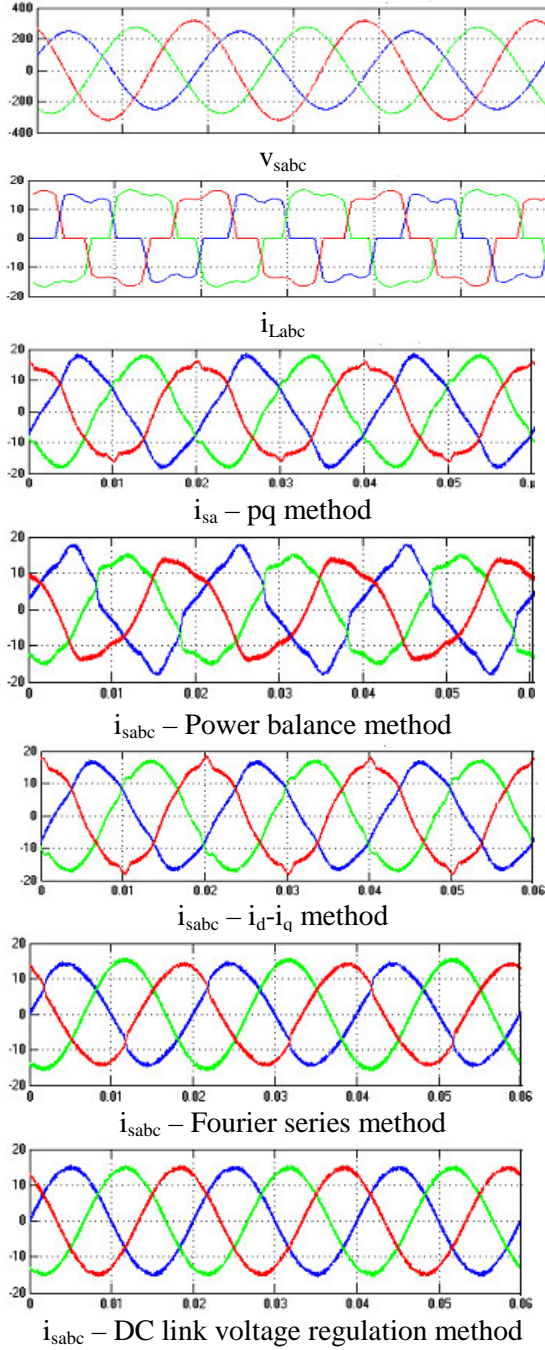 400
200
0
-200
400
v_sabc
20
10
0
-10
-20
i_Labc
20
10
0
-10
-20
0 0.01 0.02 0.03 0.04 0.05
i_sa – pq method
20
10
0
-10
-20
0 0.01 0.02 0.03 0.04 0.05
i_sabc – Power balance method
20
10
0
-10
-20
0 0.01 0.02 0.03 0.04 0.05 0.06
i_sabc – i_d-i_q method
20
10
0
-10
-20
0 0.01 0.02 0.03 0.04 0.05 0.06
i_sabc – Fourier series method
20
10
0
-10
-20
0 0.01 0.02 0.03 0.04 0.05 0.06
i_sabc – DC link voltage regulation method